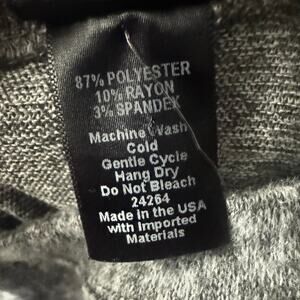 87% POLYESTER
10% RAYON
3% SPANDEX
Machine Wash
Cold
Gentle Cycle
Hang Dry
Do Not Bleach
24264
Made in the USA
with Imported
Materials